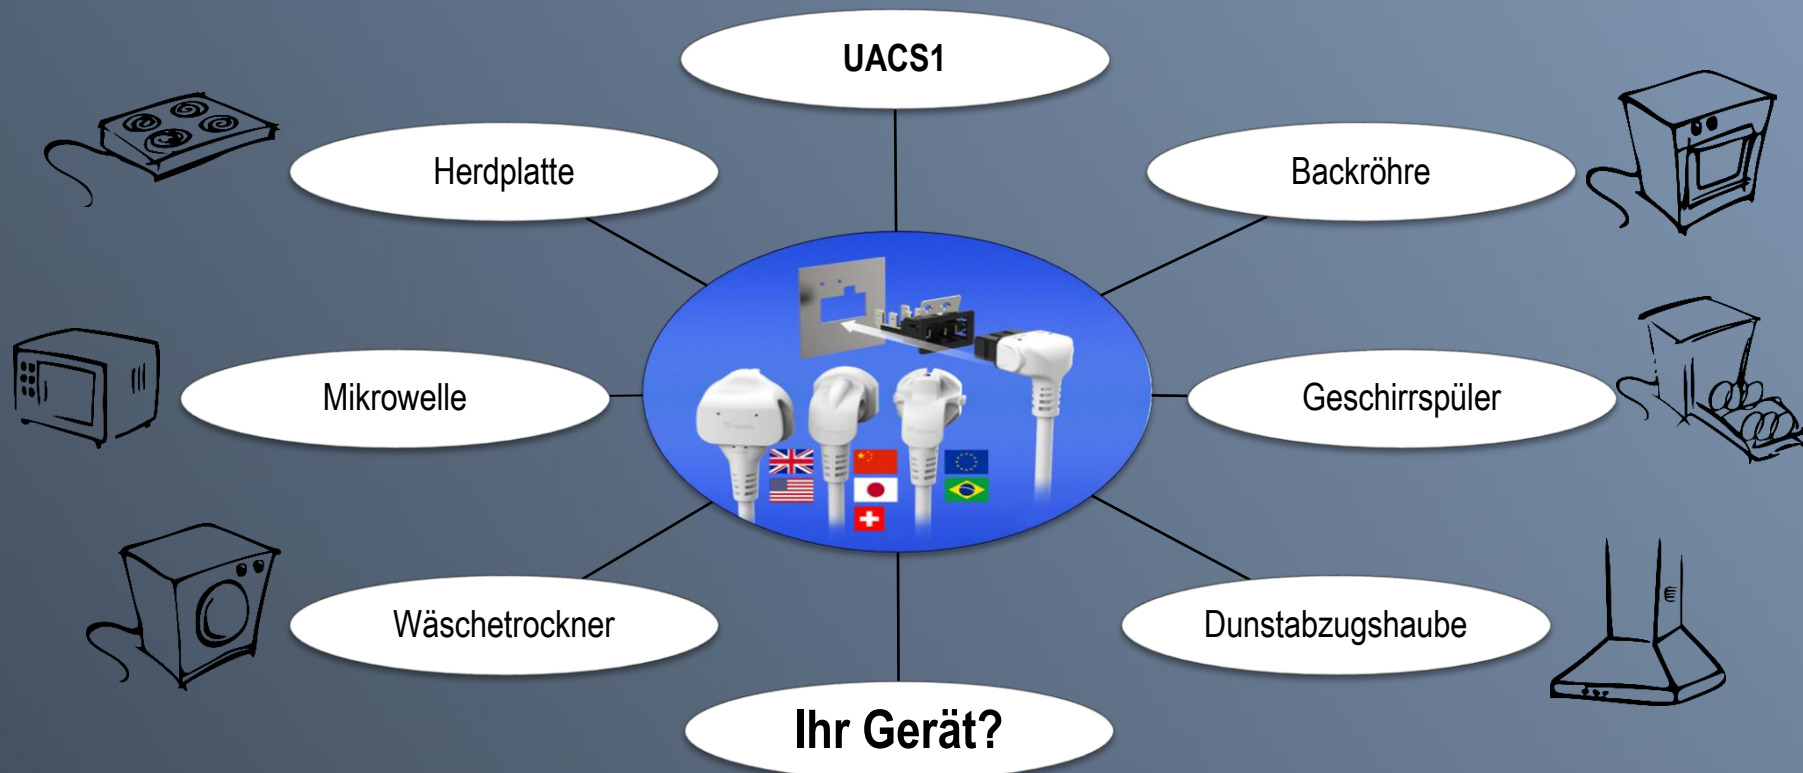 UACS1
Herdplatte
Backröhre
Mikrowelle
Geschirrspüler
Wäschetrockner
Dunstabzugshaube
Ihr Gerät?